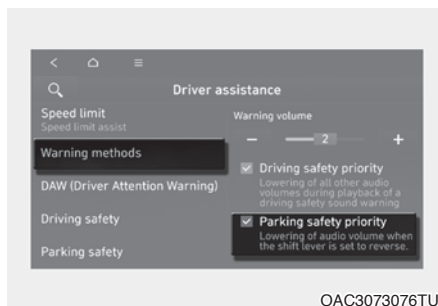 Driver assistance
Speed limit
Speed limit assist
Warning methods
DAW (Driver Attention Warning)
Driving safety
Parking safety
Warning volume
− 2 +
Driving safety priority
Lowering of all other audio
volumes during playback of a
driving safety sound warning
Parking safety priority
Lowering of audio volume when
the shift lever is set to reverse.
OAC3073076TU